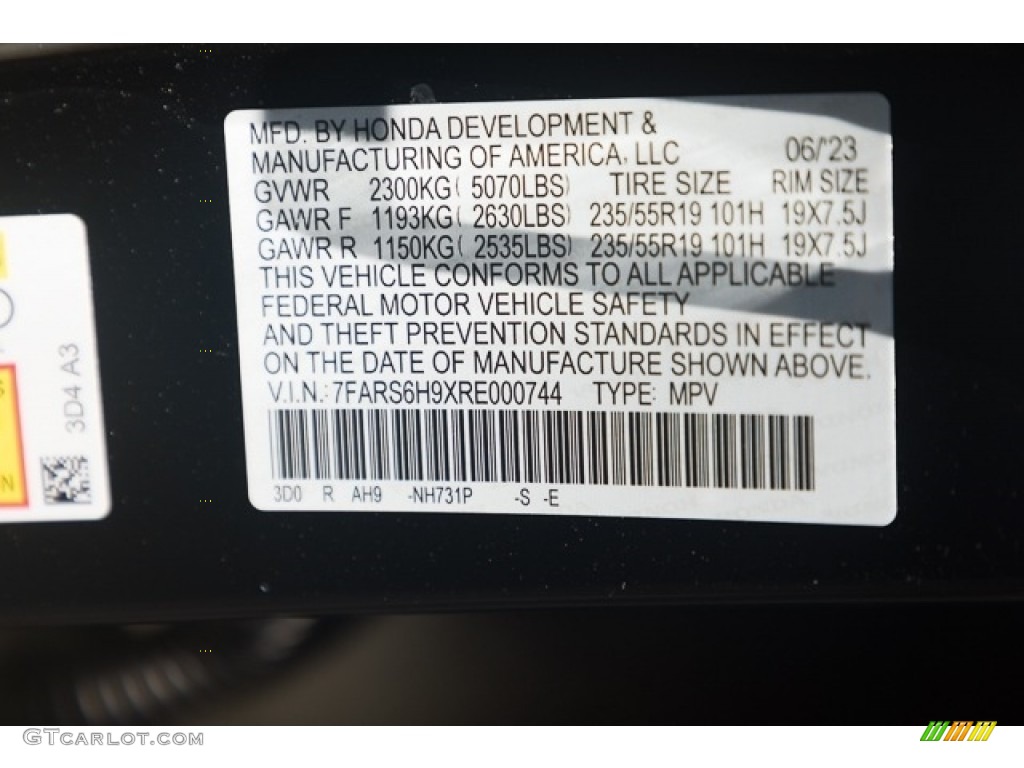 MFD. BY HONDA DEVELOPMENT &
MANUFACTURING OF AMERICA, LLC 06/'23
GVWR 2300KG( 5070LBS) TIRE SIZE RIM SIZE
GAWR F 1193KG( 2630LBS) 235/55R19 101H 19X7.5J
GAWR R 1150KG( 2535LBS) 235/55R19 101H 19X7.5J
THIS VEHICLE CONFORMS TO ALL APPLICABLE
FEDERAL MOTOR VEHICLE SAFETY
AND THEFT PREVENTION STANDARDS IN EFFECT
ON THE DATE OF MANUFACTURE SHOWN ABOVE.
V.I.N.: 7FARS6H9XRE000744 TYPE: MPV
3D0 R AH9 -NH731P -S -E
3D4 A3
GTCarlot.com